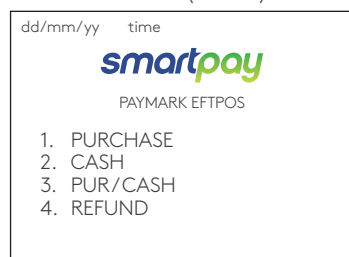 dd/mm/yy time
smartpay
PAYMARK EFTPOS
1. PURCHASE
2. CASH
3. PUR/CASH
4. REFUND